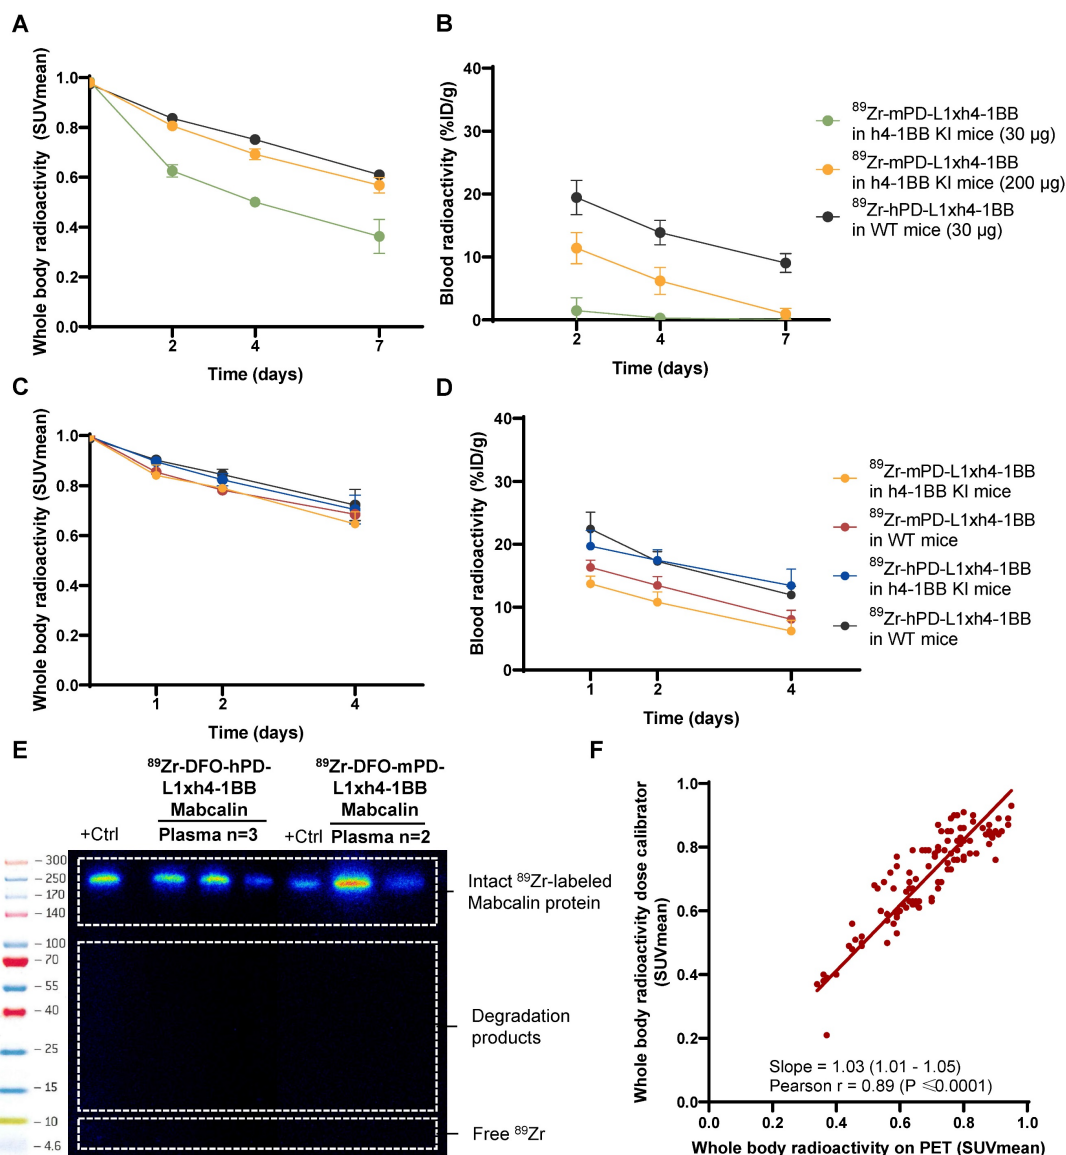 A
Whole body radioactivity (SUVmean)
1.0
0.8
0.6
0.4
0.2
0.0
2
4
7
Time (days)
B
Blood radioactivity (%ID/g)
40
30
20
10
0
2
4
7
Time (days)
⁸⁹Zr-mPD-L1xh4-1BB
in h4-1BB KI mice (30 µg)
⁸⁹Zr-mPD-L1xh4-1BB
in h4-1BB KI mice (200 µg)
⁸⁹Zr-hPD-L1xh4-1BB
in WT mice (30 µg)
C
Whole body radioactivity (SUVmean)
1.0
0.8
0.6
0.4
0.2
0.0
1
2
4
Time (days)
D
Blood radioactivity (%ID/g)
40
30
20
10
0
1
2
4
Time (days)
⁸⁹Zr-mPD-L1xh4-1BB
in h4-1BB KI mice
⁸⁹Zr-mPD-L1xh4-1BB
in WT mice
⁸⁹Zr-hPD-L1xh4-1BB
in h4-1BB KI mice
⁸⁹Zr-hPD-L1xh4-1BB
in WT mice
E
⁸⁹Zr-DFO-hPD-
L1xh4-1BB
Mabcalin
⁸⁹Zr-DFO-mPD-
L1xh4-1BB
Mabcalin
+Ctrl
Plasma n=3
+Ctrl
Plasma n=2
300
250
170
140
100
70
55
40
25
15
10
4.6
Intact ⁸⁹Zr-labeled
Mabcalin protein
Degradation
products
Free ⁸⁹Zr
F
Whole body radioactivity dose calibrator
(SUVmean)
1.0
0.8
0.6
0.4
0.2
0.0
Slope = 1.03 (1.01 - 1.05)
Pearson r = 0.89 (P ≤0.0001)
0.0
0.2
0.4
0.6
0.8
1.0
Whole body radioactivity on PET (SUVmean)